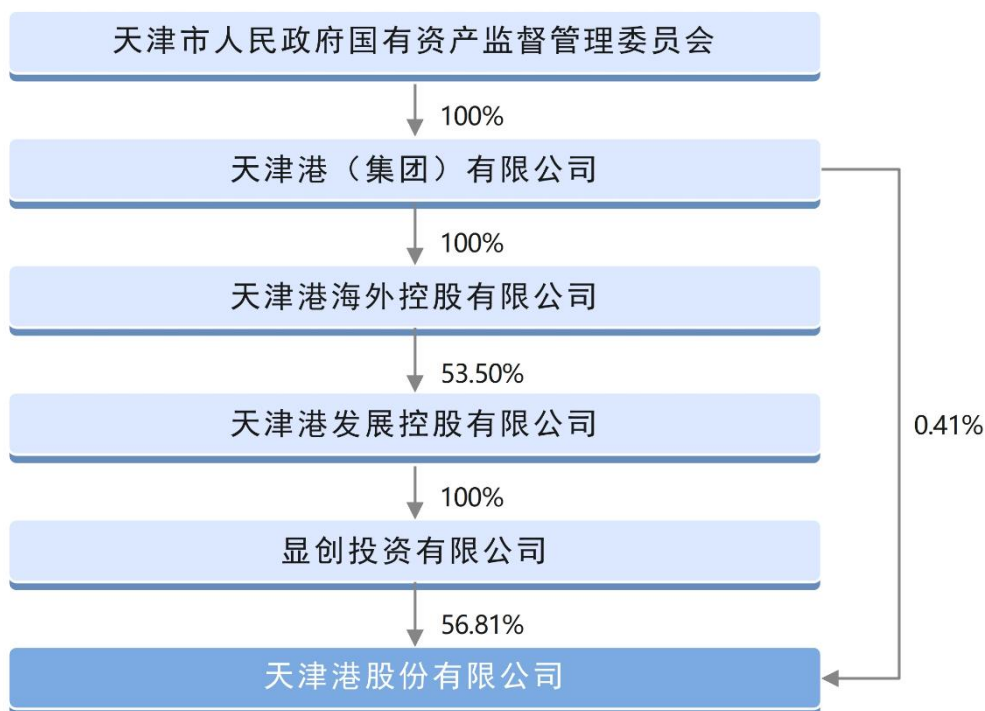 天津市人民政府国有资产监督管理委员会
100%
天津港（集团）有限公司
100%
天津港海外控股有限公司
53.50%
天津港发展控股有限公司
0.41%
100%
显创投资有限公司
56.81%
天津港股份有限公司